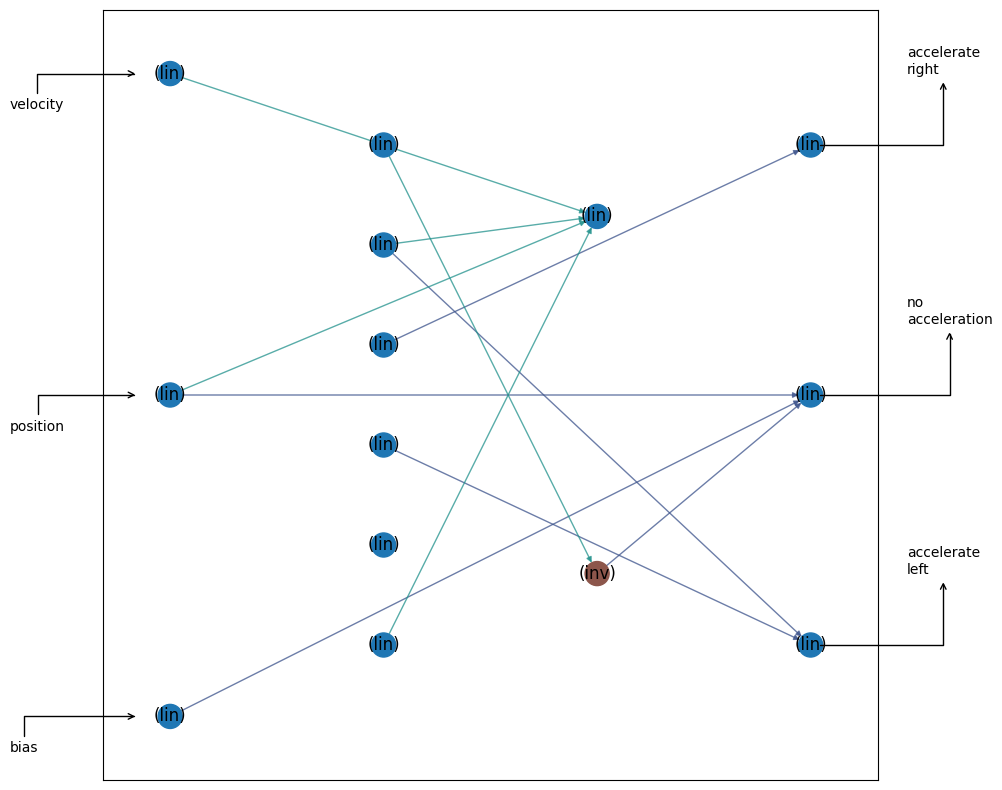 accelerate
right
(lin)
velocity
(lin)
(lin)
(lin)
(lin)
(lin)
no
acceleration
(lin)
(lin)
position
(lin)
(lin)
accelerate
left
(inv)
(lin)
(lin)
(lin)
bias